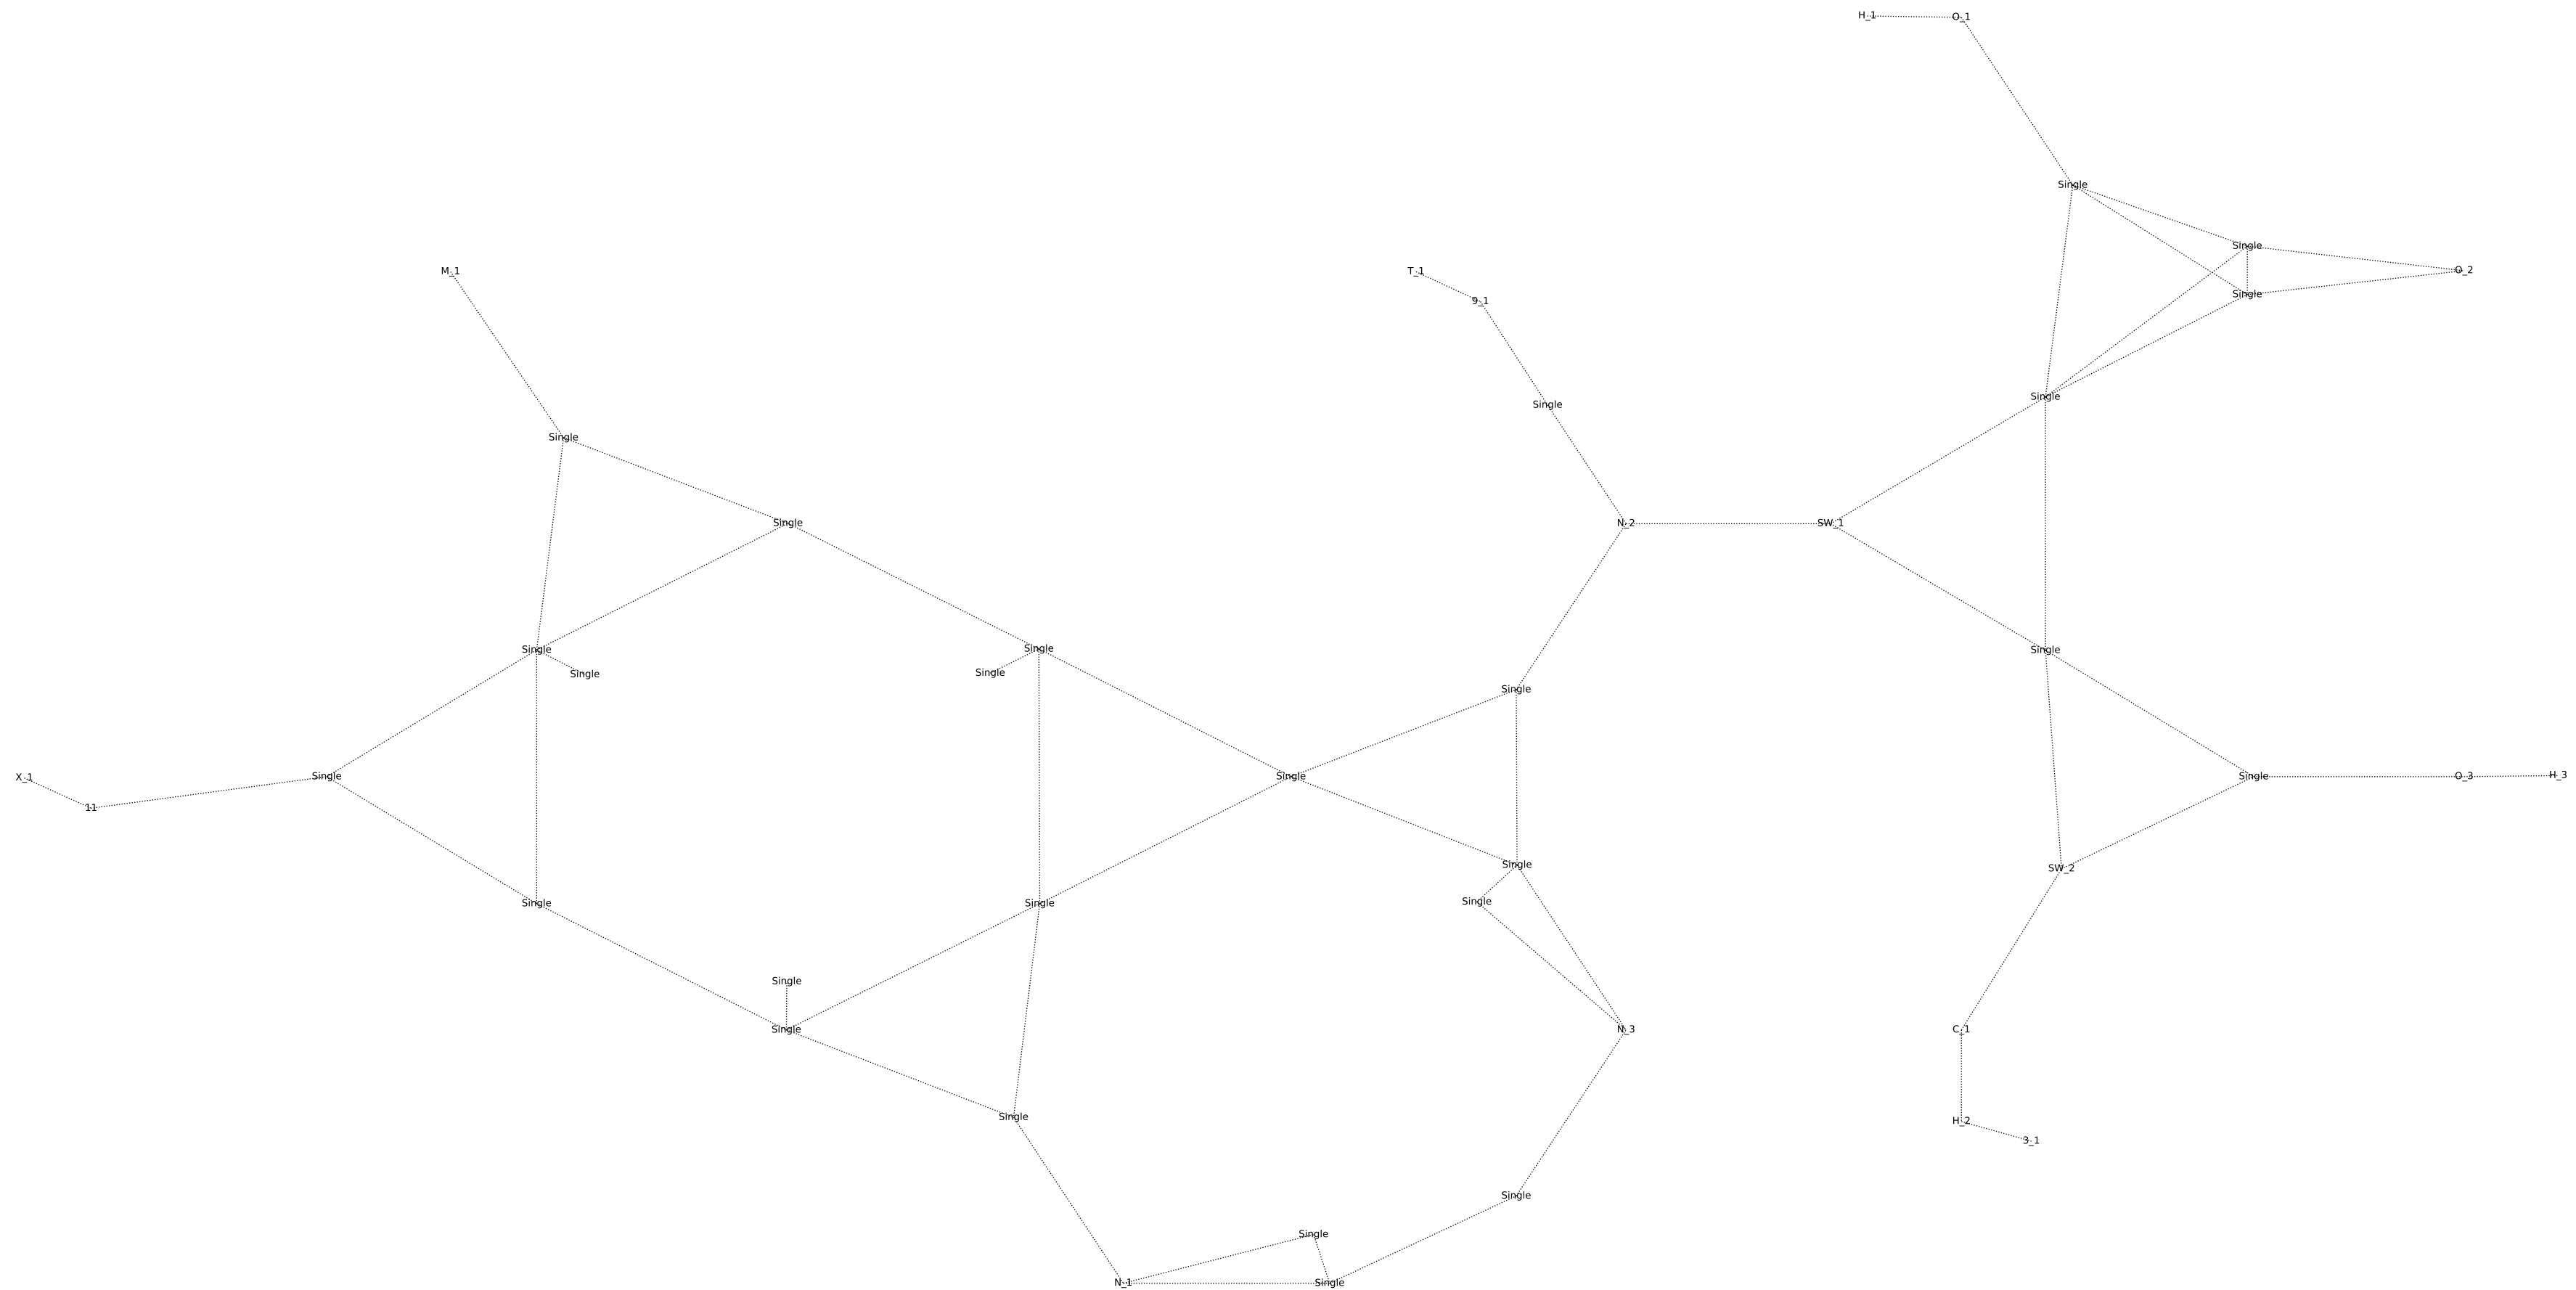 H_1 O_1
Single
Single
M_1 T_1 O_2
9_1 Single
Single
Single
Single
Single N_2 SW_1
Single Single Single
Single Single
Single
X_1 Single Single Single O_3 H_3
11
Single
SW_2
Single Single Single
Single
Single N_3 C_1
Single H_2
3_1
Single
Single
N_1 Single